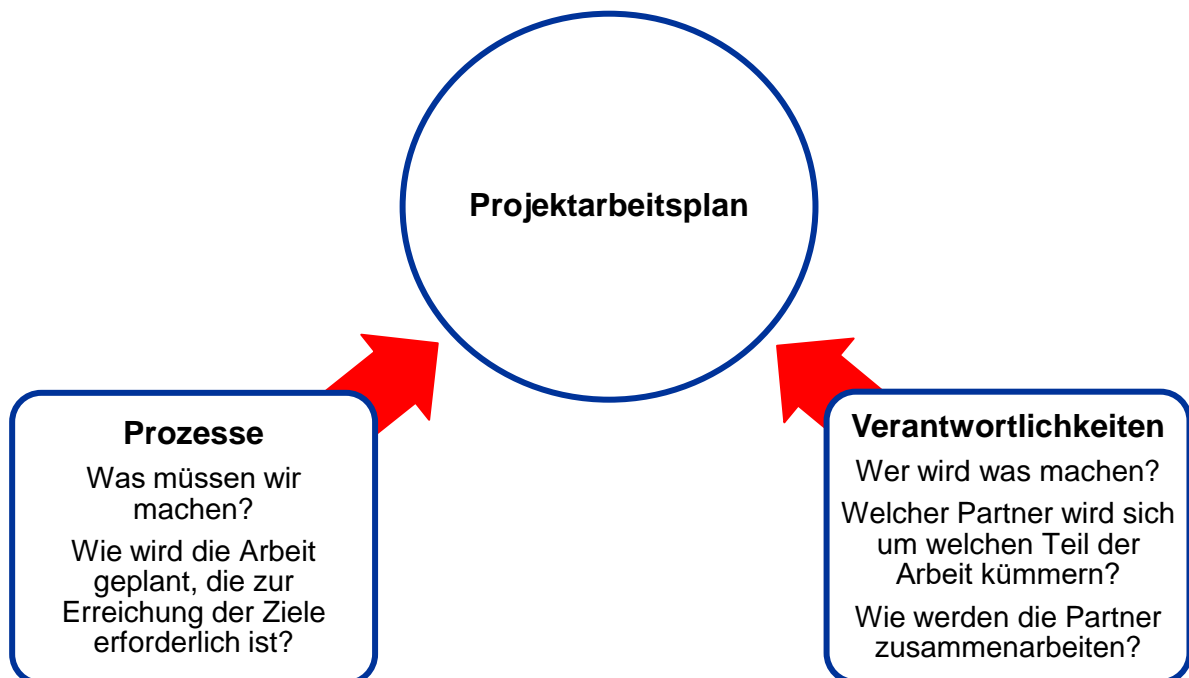 Projektarbeitsplan
Prozesse
Was müssen wir
machen?
Wie wird die Arbeit
geplant, die zur
Erreichung der Ziele
erforderlich ist?
Verantwortlichkeiten
Wer wird was machen?
Welcher Partner wird sich
um welchen Teil der
Arbeit kümmern?
Wie werden die Partner
zusammenarbeiten?